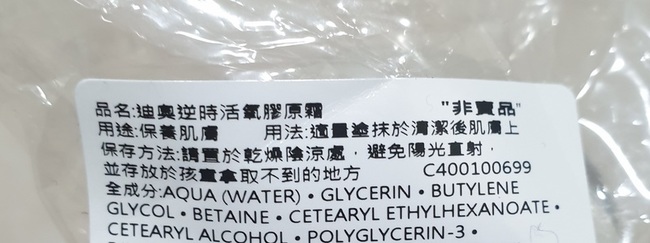 品名:迪奧逆時活氧膠原霜 "非賣品"
用途:保養肌膚 用法:適量塗抹於清潔後肌膚上
保存方法:請置於乾燥陰涼處，避免陽光直射，
並存放於孩童拿取不到的地方 C400100699
全成分:AQUA (WATER)・GLYCERIN・BUTYLENE
GLYCOL・BETAINE・CETEARYL ETHYLHEXANOATE・
CETEARYL ALCOHOL・POLYGLYCERIN-3・